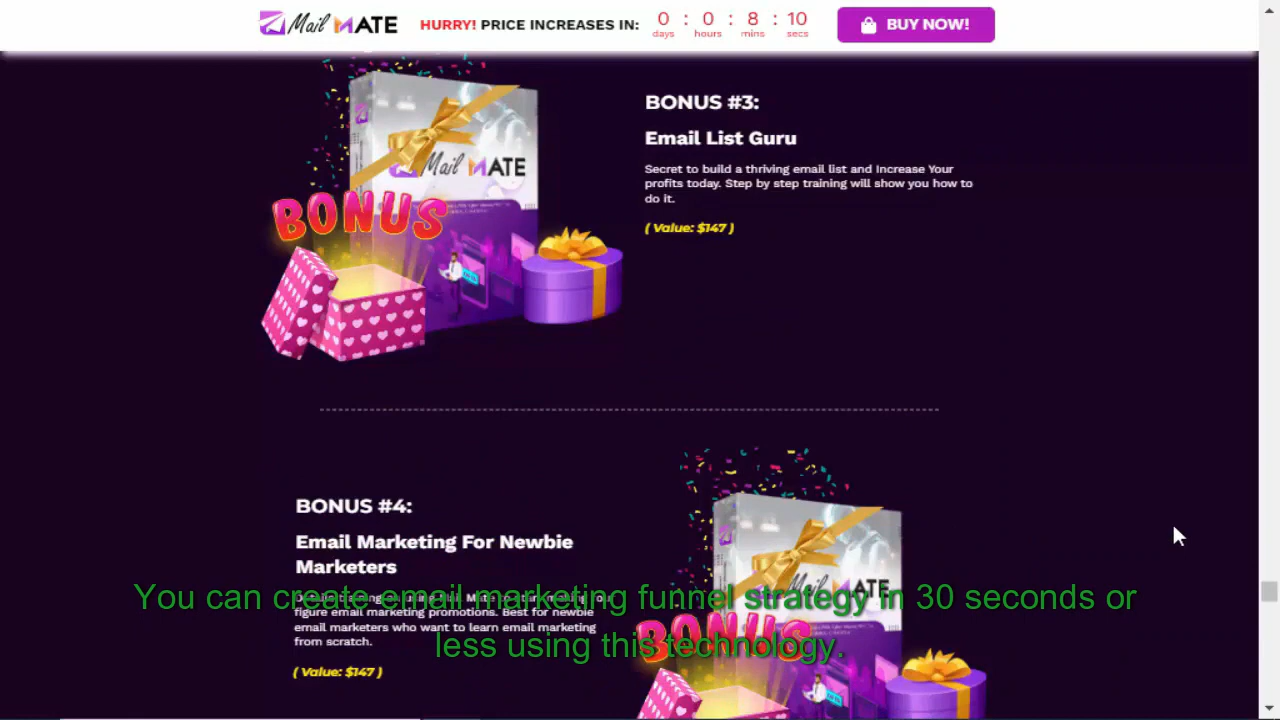 Mail MATE
HURRY! PRICE INCREASES IN:
0 : 0 : 8 : 10
days hours mins secs
BUY NOW!
BONUS #3:
Email List Guru
Secret to build a thriving email list and Increase Your
profits today. Step by step training will show you how to
do it.
( Value: $147 )
Mail MATE
BONUS
BONUS #4:
Email Marketing For Newbie
Marketers
figure email marketing promotions. Best for newbie
email marketers who want to learn email marketing
from scratch.
( Value: $147 )
MATE
BONUS
You can create email marketing funnel strategy in 30 seconds or
less using this technology.